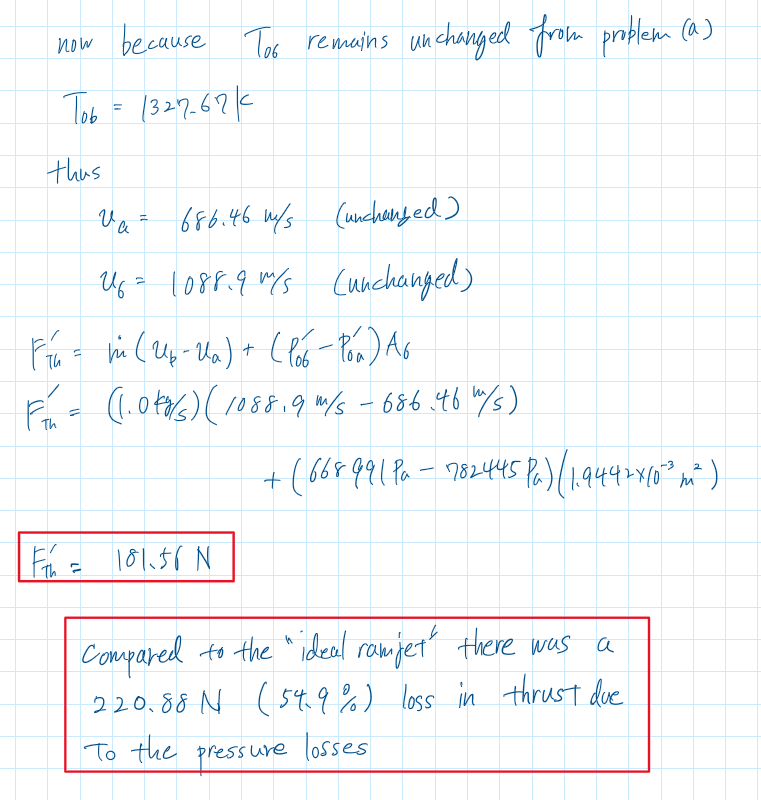 now because T₀₆ remains unchanged from problem (a)
T₀₆ = 1327.67 K
thus
uₐ = 686.46 m/s (unchanged)
u₆ = 1088.9 m/s (unchanged)
F'_Th = ṁ (u₆ - uₐ) + (P'₀₆ - P'₀ₐ) A₆
F'_Th = (1.0 kg/s) (1088.9 m/s - 686.46 m/s)
+ (668991 Pa - 782445 Pa) (1.9442×10⁻³ m²)
F'_Th = 181.56 N
Compared to the "ideal ramjet" there was a
220.88 N (54.9 %) loss in thrust due
To the pressure losses